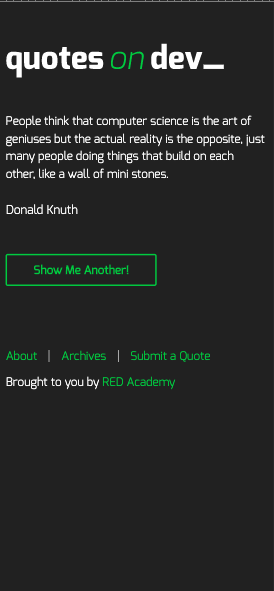 quotes on dev_
People think that computer science is the art of
geniuses but the actual reality is the opposite, just
many people doing things that build on each
other, like a wall of mini stones.
Donald Knuth
Show Me Another!
About | Archives | Submit a Quote
Brought to you by RED Academy